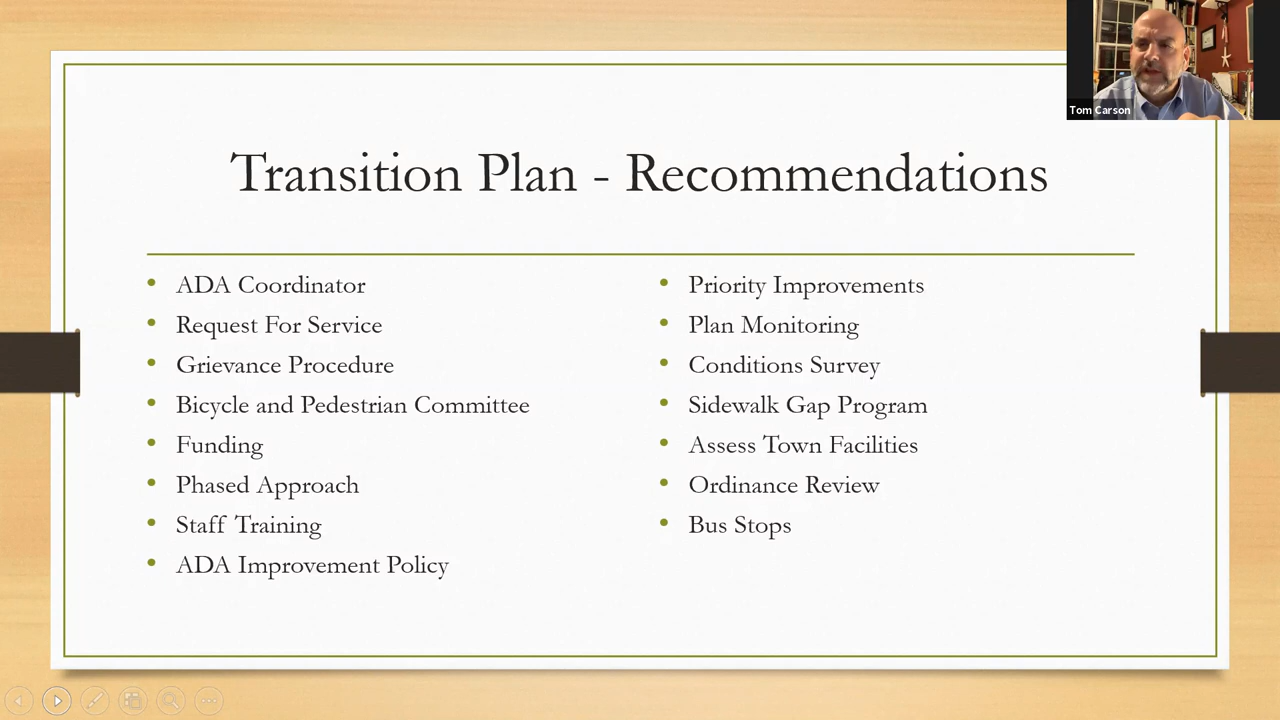 Tom Carson
Transition Plan - Recommendations
ADA Coordinator
Request For Service
Grievance Procedure
Bicycle and Pedestrian Committee
Funding
Phased Approach
Staff Training
ADA Improvement Policy
Priority Improvements
Plan Monitoring
Conditions Survey
Sidewalk Gap Program
Assess Town Facilities
Ordinance Review
Bus Stops